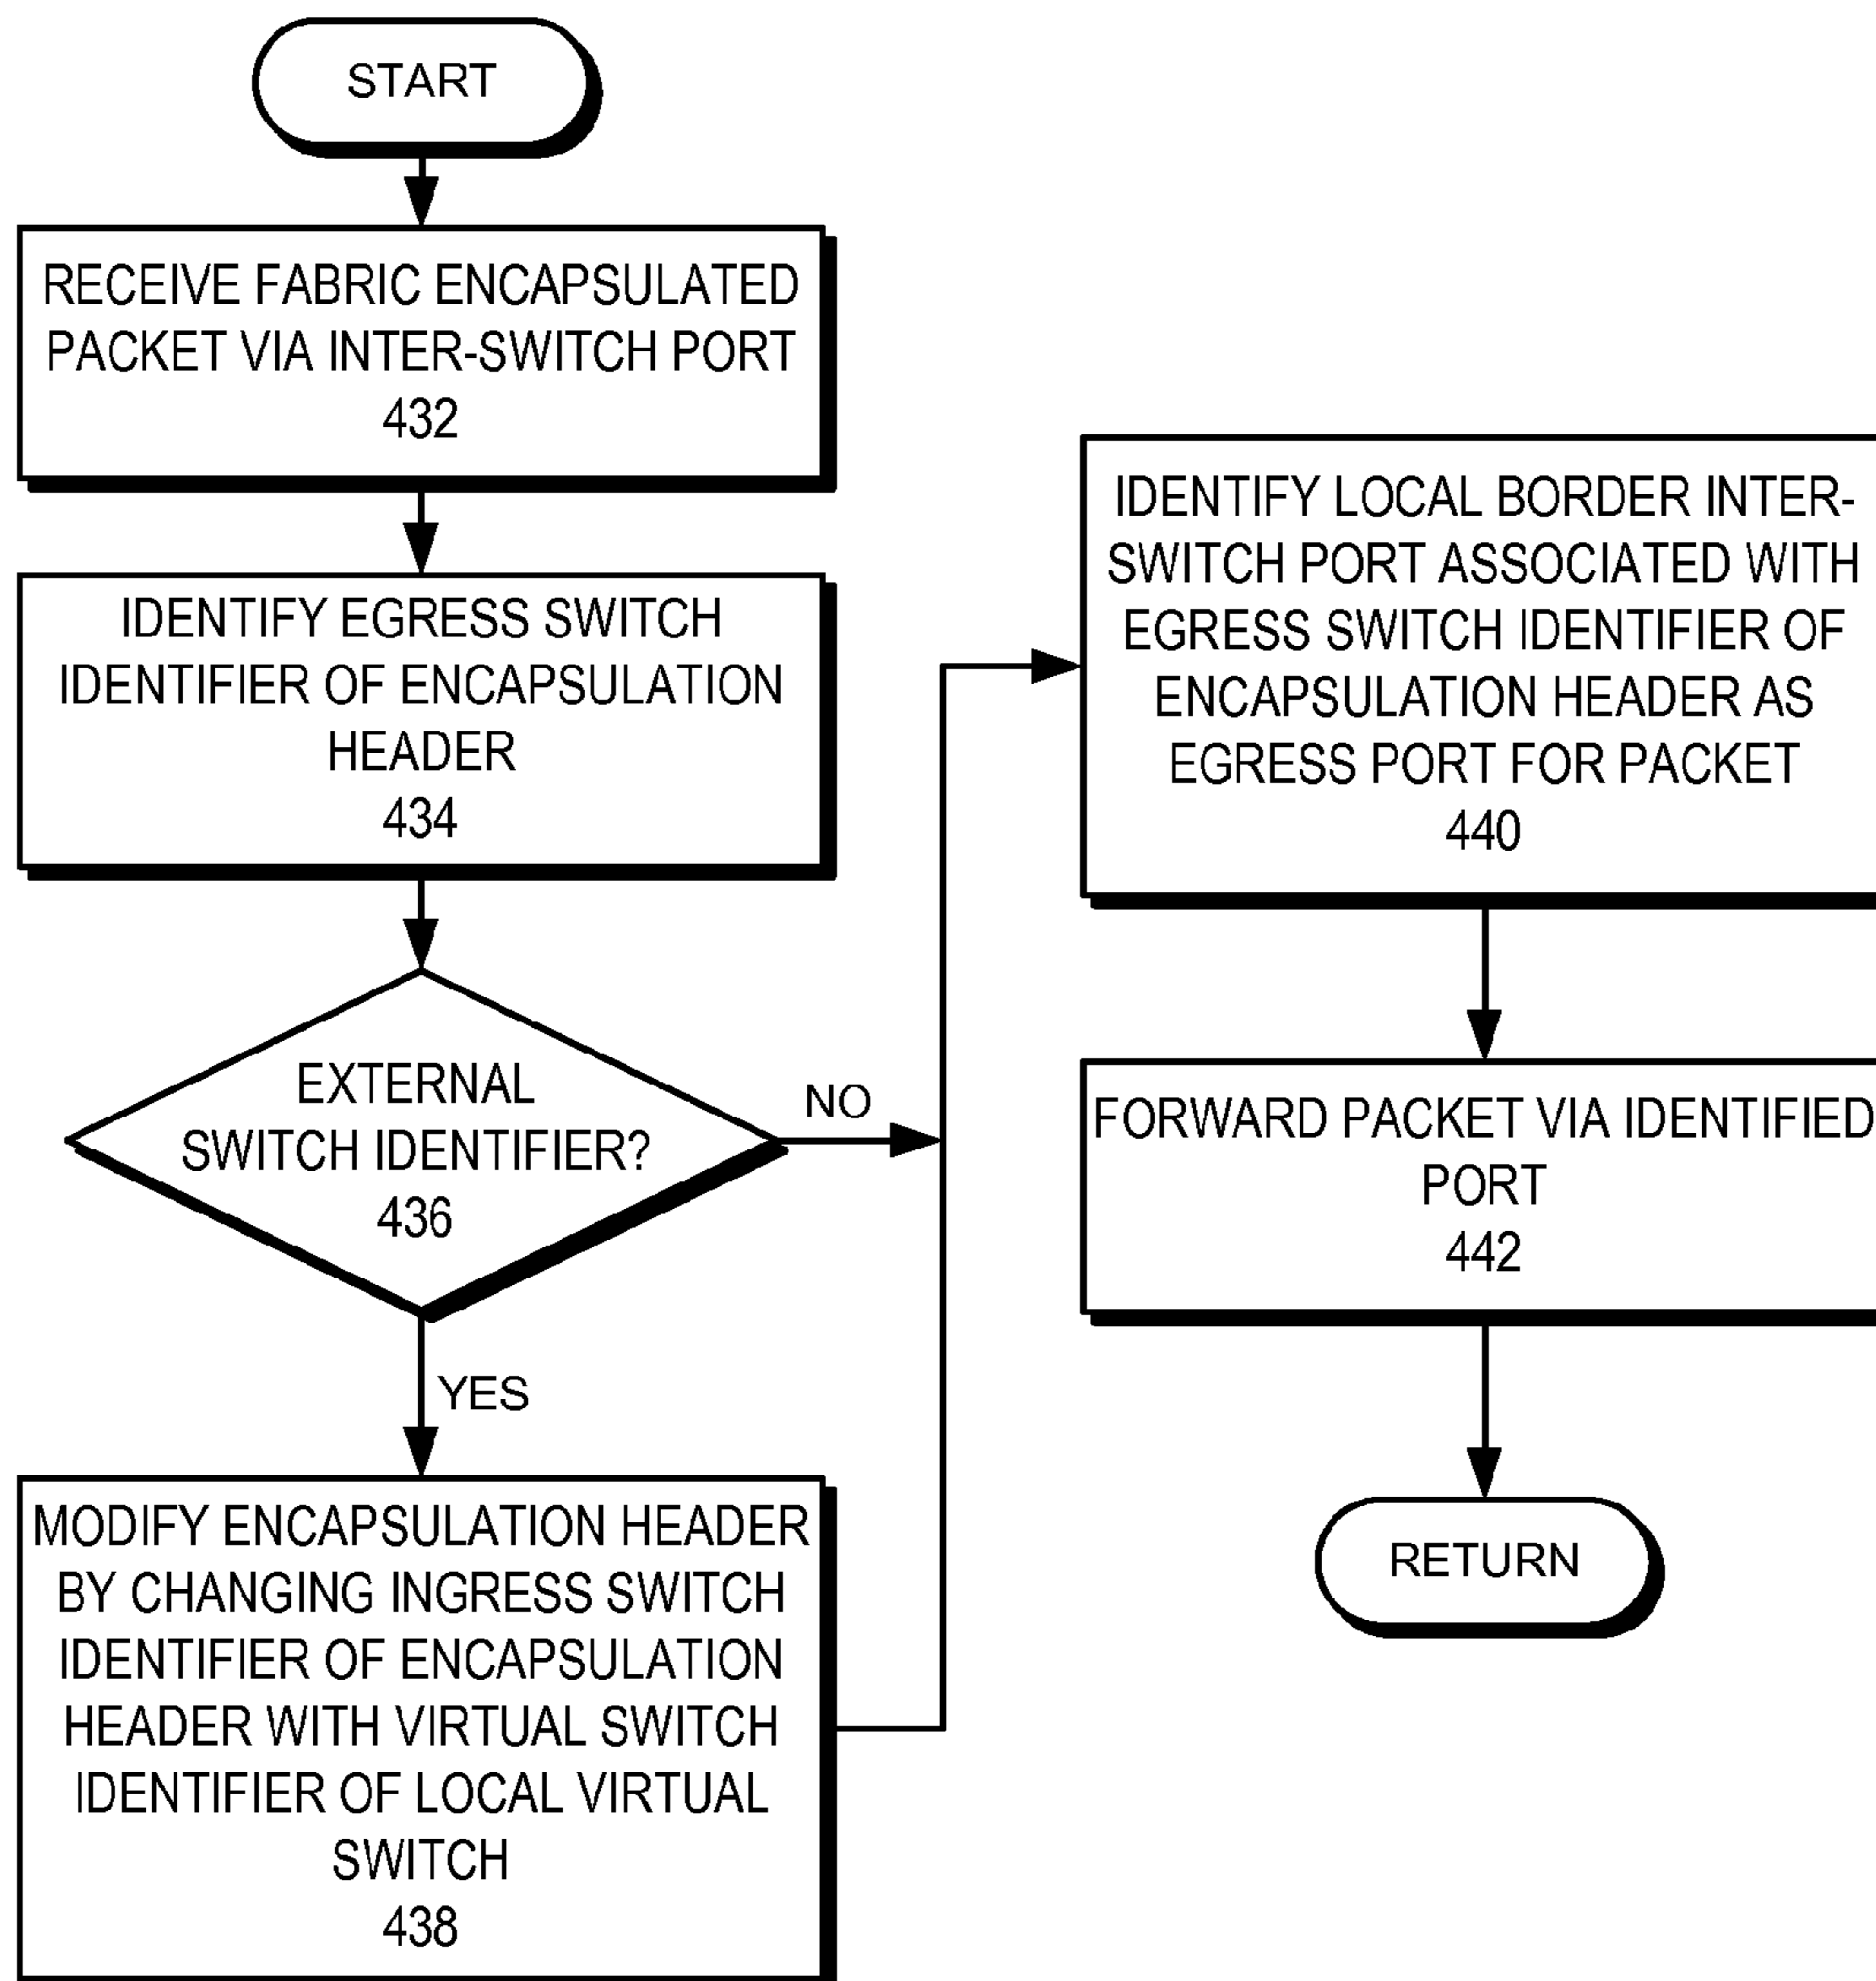 START
RECEIVE FABRIC ENCAPSULATED
PACKET VIA INTER-SWITCH PORT
432
IDENTIFY EGRESS SWITCH
IDENTIFIER OF ENCAPSULATION
HEADER
434
EXTERNAL
SWITCH IDENTIFIER?
436
NO
YES
MODIFY ENCAPSULATION HEADER
BY CHANGING INGRESS SWITCH
IDENTIFIER OF ENCAPSULATION
HEADER WITH VIRTUAL SWITCH
IDENTIFIER OF LOCAL VIRTUAL
SWITCH
438
IDENTIFY LOCAL BORDER INTER-
SWITCH PORT ASSOCIATED WITH
EGRESS SWITCH IDENTIFIER OF
ENCAPSULATION HEADER AS
EGRESS PORT FOR PACKET
440
FORWARD PACKET VIA IDENTIFIED
PORT
442
RETURN